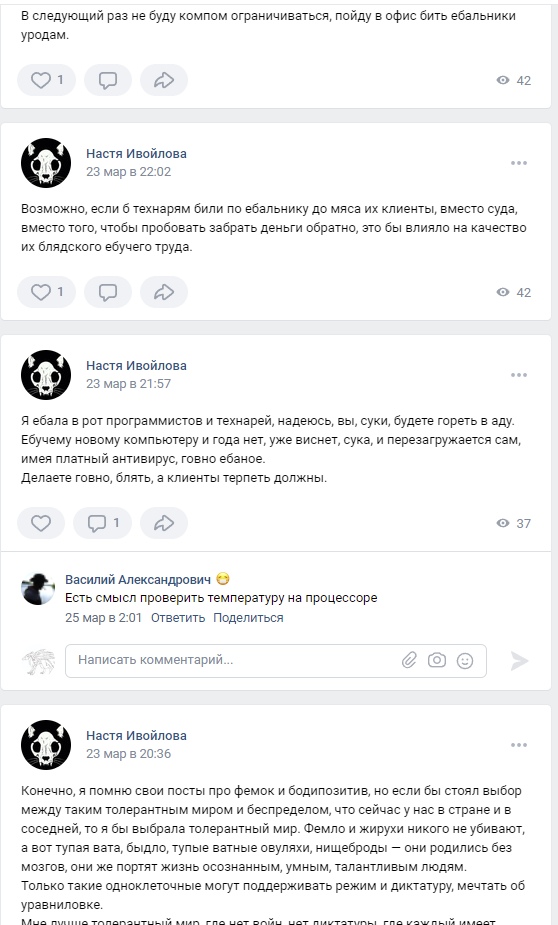 В следующий раз не буду компом ограничиваться, пойду в офис бить ебальники
уродам.
1
42
Настя Ивойлова
23 мар в 22:02
Возможно, если б технарям били по ебальнику до мяса их клиенты, вместо суда,
вместо того, чтобы пробовать забрать деньги обратно, это бы влияло на качество
их блядского ебучего труда.
1
42
Настя Ивойлова
23 мар в 21:57
Я ебала в рот программистов и технарей, надеюсь, вы, суки, будете гореть в аду.
Ебучему новому компьютеру и года нет, уже виснет, сука, и перезагружается сам,
имея платный антивирус, говно ебаное.
Делаете говно, блять, а клиенты терпеть должны.
1
37
Василий Александрович 😁
Есть смысл проверить температуру на процессоре
25 мар в 2:01 Ответить Поделиться
Написать комментарий...
Настя Ивойлова
23 мар в 20:36
Конечно, я помню свои посты про фемок и бодипозитив, но если бы стоял выбор
между таким толерантным миром и беспределом, что сейчас у нас в стране и в
соседней, то я бы выбрала толерантный мир. Фемло и жирухи никого не убивают,
а вот тупая вата, быдло, тупые ватные овуляхи, нищеброды — они родились без
мозгов, они же портят жизнь осознанным, умным, талантливым людям.
Только такие одноклеточные могут поддерживать режим и диктатуру, мечтать об
уравниловке.
Мне лучше толерантный мир, где нет войн, нет диктатуры, где каждый имеет